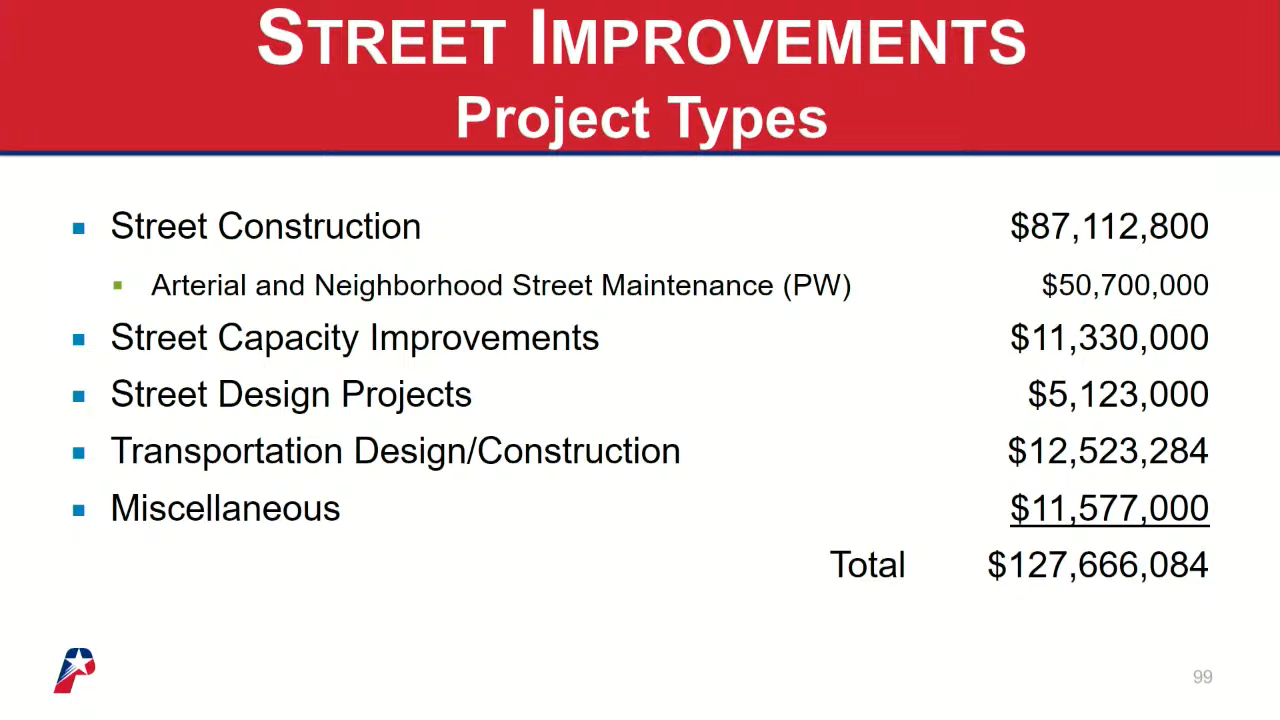 STREET IMPROVEMENTS
Project Types
Street Construction $87,112,800
Arterial and Neighborhood Street Maintenance (PW) $50,700,000
Street Capacity Improvements $11,330,000
Street Design Projects $5,123,000
Transportation Design/Construction $12,523,284
Miscellaneous $11,577,000
Total $127,666,084
99